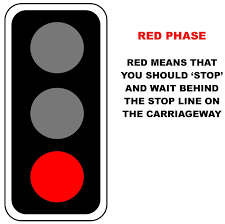 RED PHASE
RED MEANS THAT
YOU SHOULD ‘STOP’
AND WAIT BEHIND
THE STOP LINE ON
THE CARRIAGEWAY